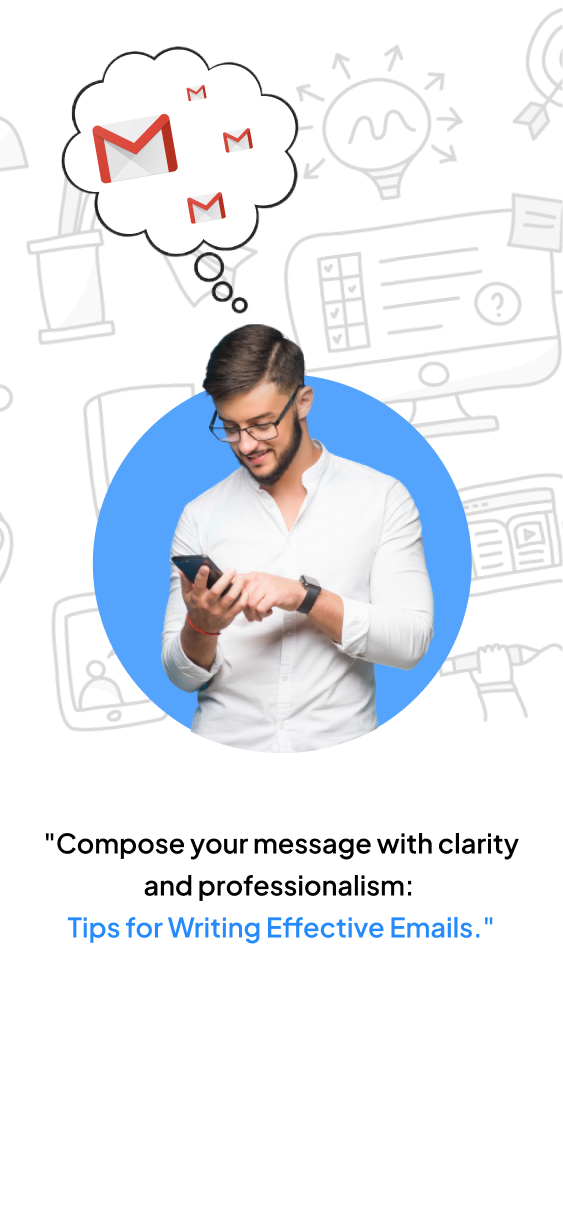 "Compose your message with clarity
and professionalism:
Tips for Writing Effective Emails."